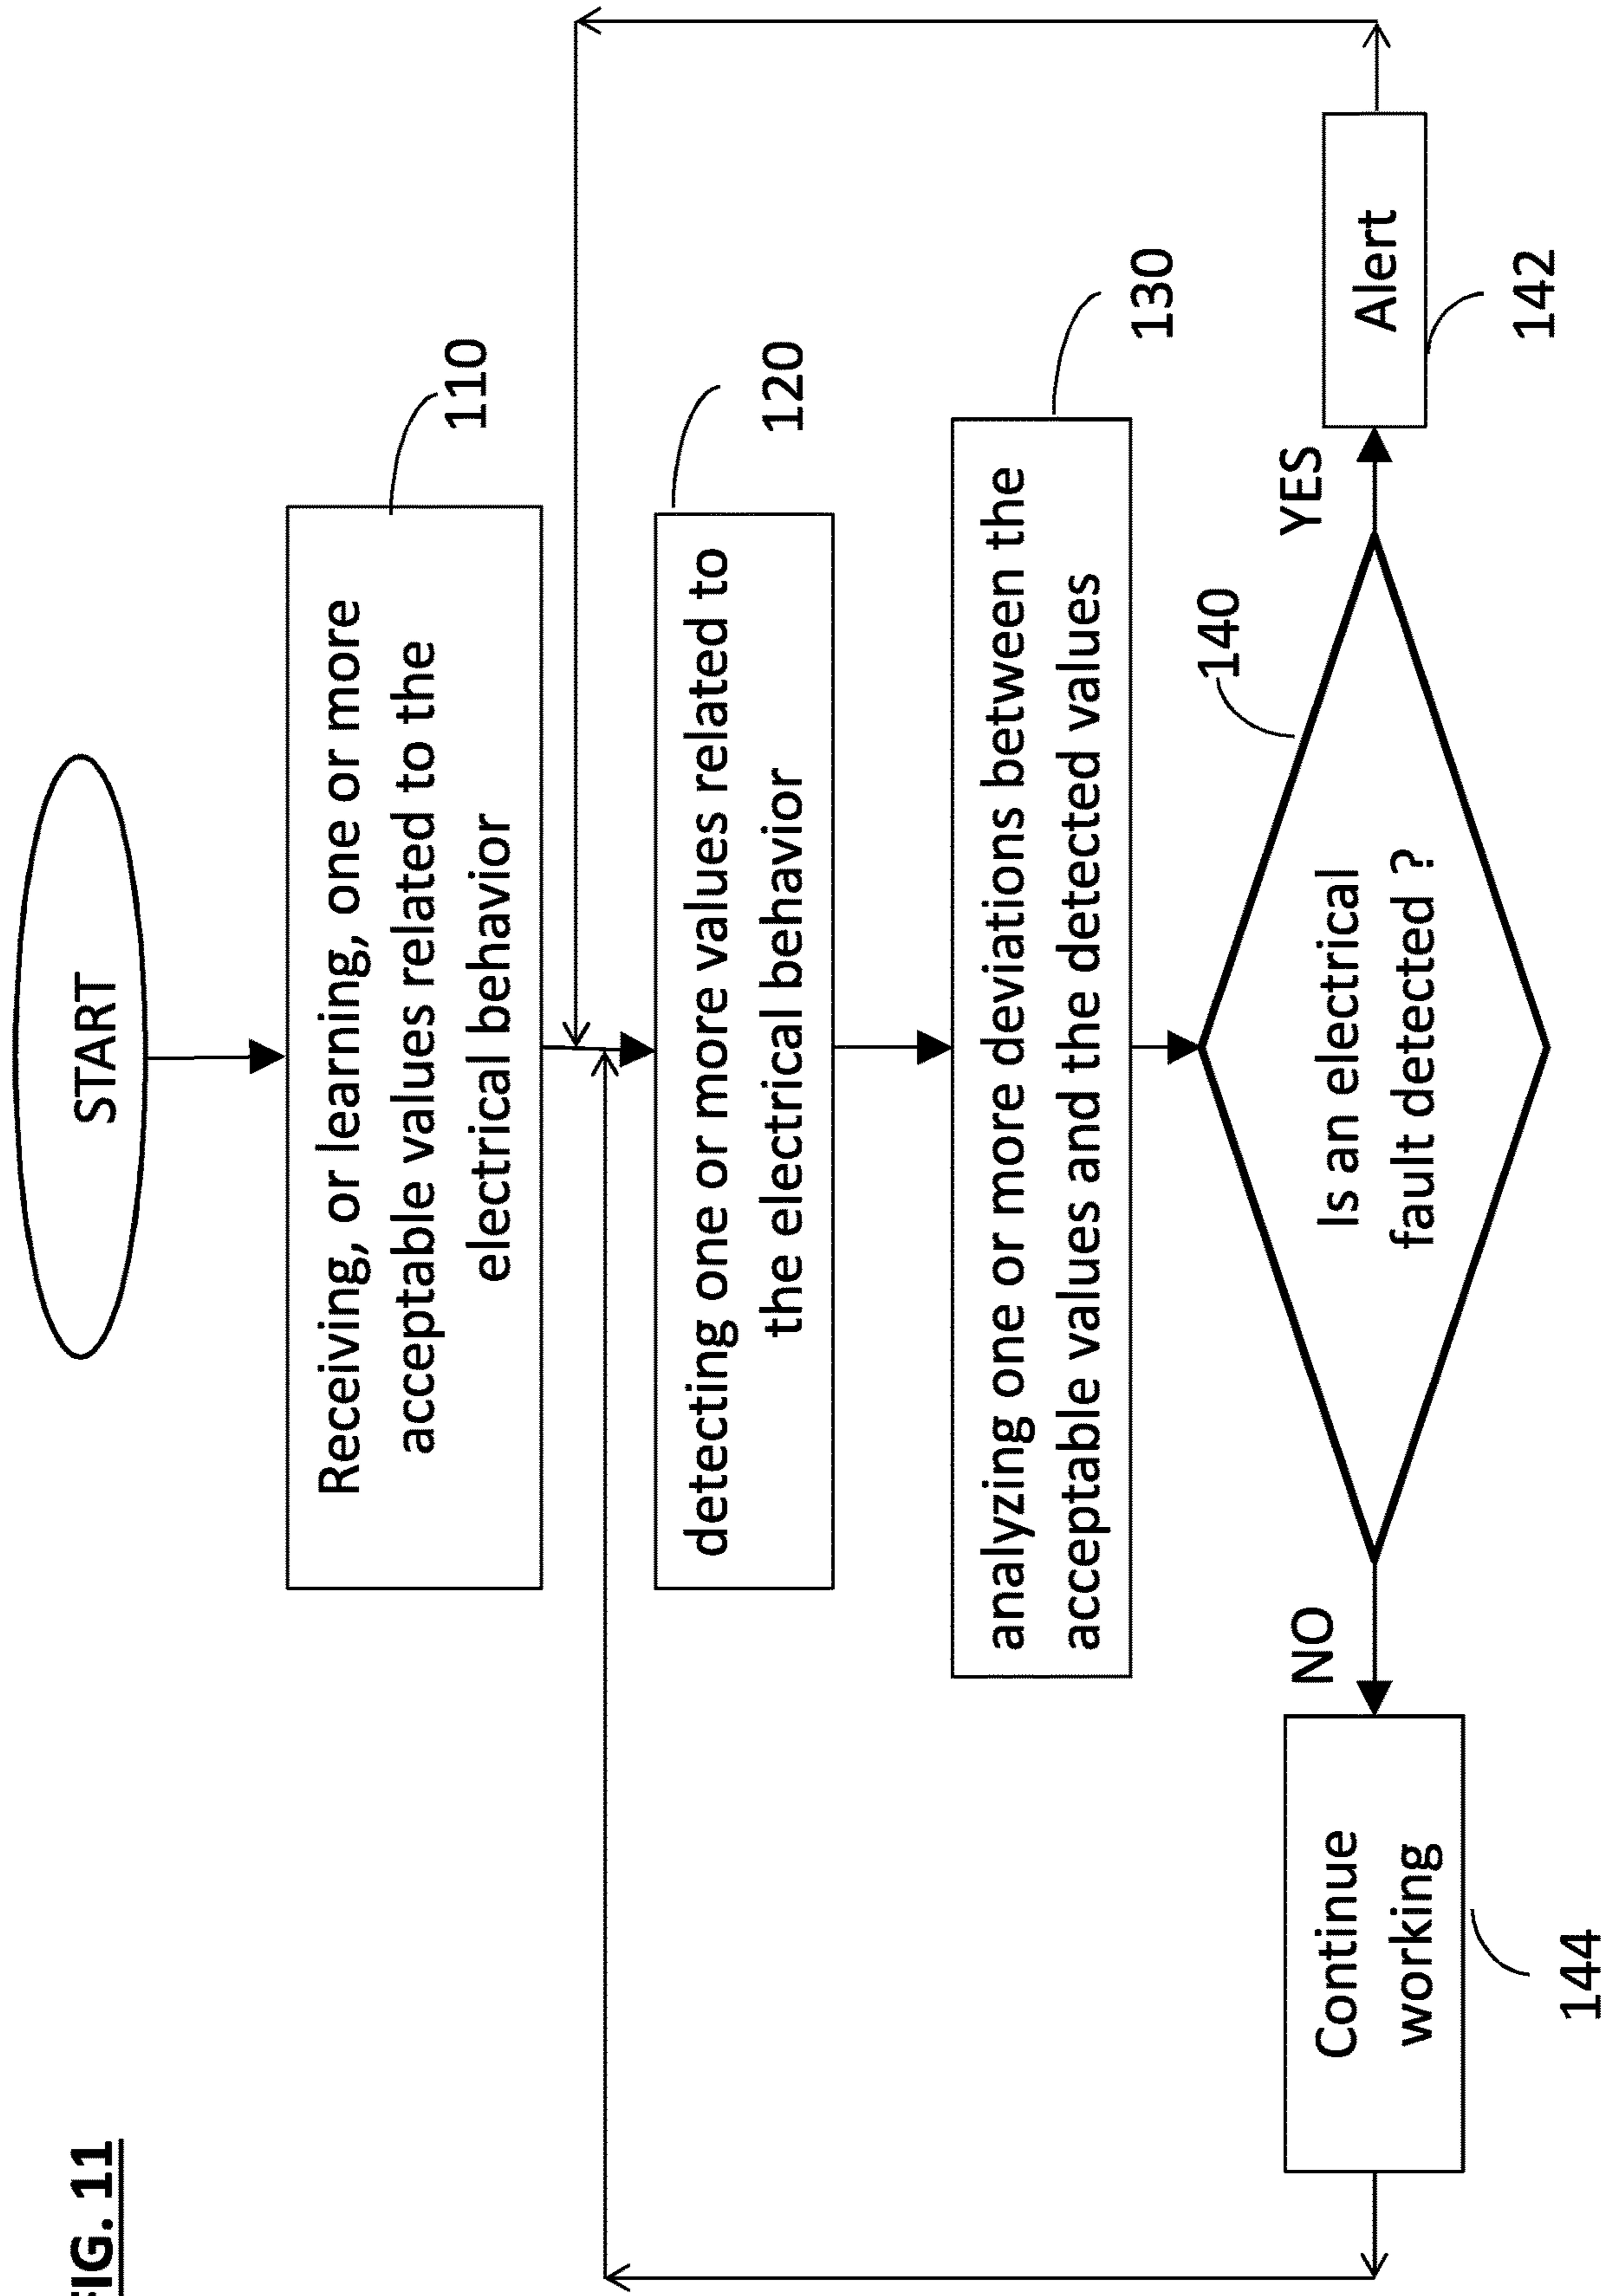 FIG. 11
START
Receiving, or learning, one or more
acceptable values related to the
electrical behavior
110
detecting one or more values related to
the electrical behavior
120
analyzing one or more deviations between the
acceptable values and the detected values
130
140
Is an electrical
fault detected ?
NO
YES
Continue
working
144
Alert
142